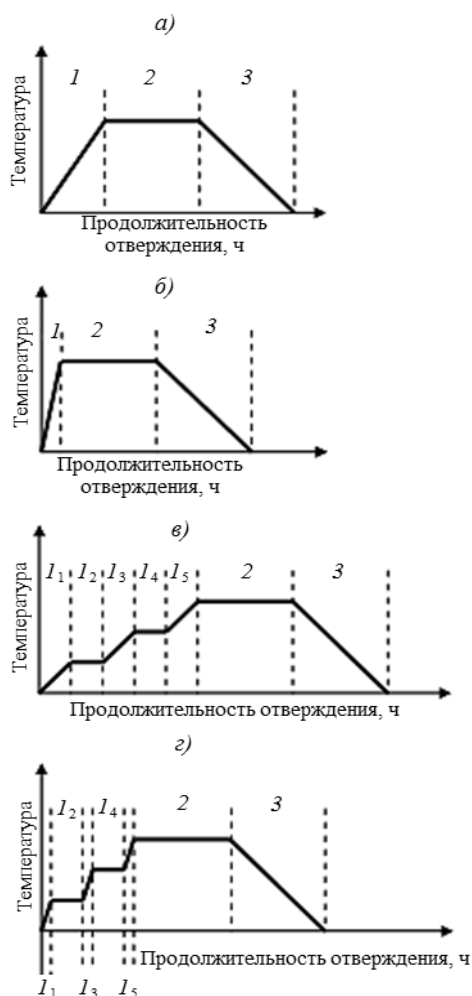 а)
1 2 3
Температура
Продолжительность
отверждения, ч
б)
1 2 3
Температура
Продолжительность
отверждения, ч
в)
1₁ 1₂ 1₃ 1₄ 1₅ 2 3
Температура
Продолжительность отверждения, ч
г)
1₂ 1₄ 2 3
Температура
Продолжительность отверждения, ч
1₁ 1₃ 1₅